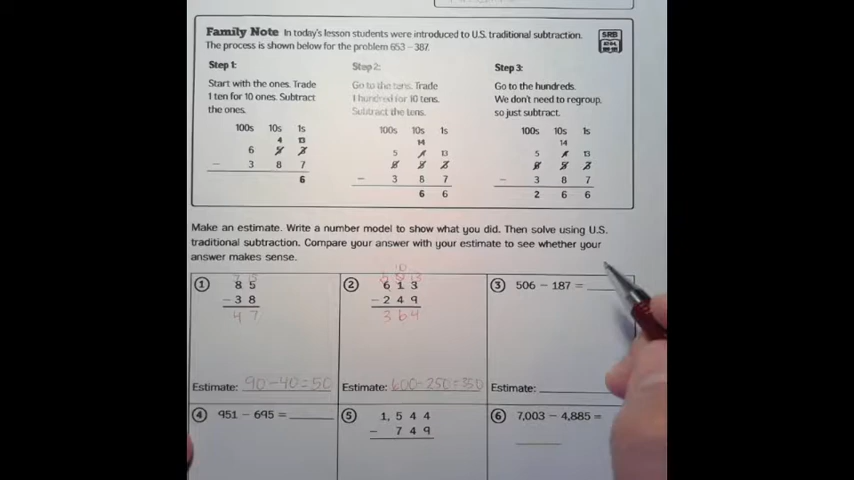 Family Note In today's lesson students were introduced to U.S. traditional subtraction.
The process is shown below for the problem 653 – 387.
SRB
Step 1:
Start with the ones. Trade
1 ten for 10 ones. Subtract
the ones.
100s 10s 1s
4 13
6 5 3
– 3 8 7
6
Step 2:
Go to the tens. Trade
1 hundred for 10 tens.
Subtract the tens.
100s 10s 1s
14
5 4 13
6 5 3
– 3 8 7
6 6
Step 3:
Go to the hundreds.
We don't need to regroup,
so just subtract.
100s 10s 1s
14
5 4 13
6 5 3
– 3 8 7
2 6 6
Make an estimate. Write a number model to show what you did. Then solve using U.S.
traditional subtraction. Compare your answer with your estimate to see whether your
answer makes sense.
1
7 15
8 5
– 3 8
4 7
Estimate: 90-40=50
2
10
5 0 13
6 1 3
– 2 4 9
3 6 4
Estimate: 600-250=350
3 506 – 187 =
Estimate:
4 951 – 695 =
5 1, 5 4 4
– 7 4 9
6 7,003 – 4,885 =